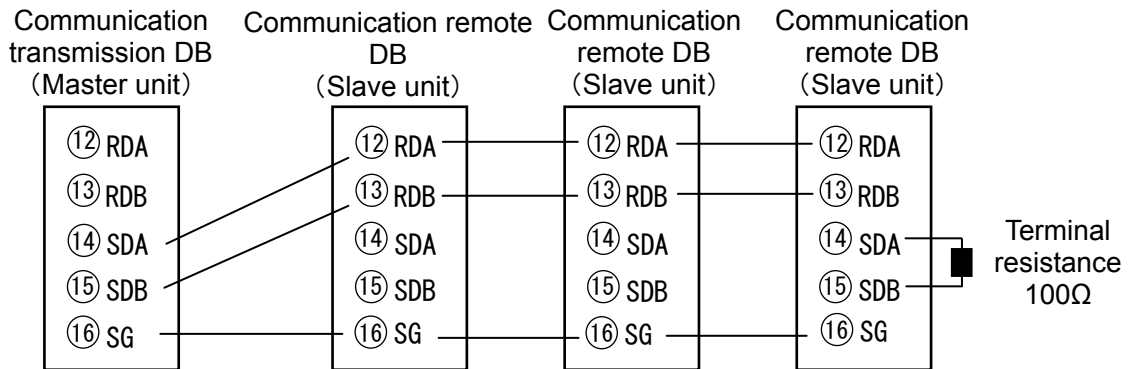 Communication
transmission DB
（Master unit）
Communication remote
DB
（Slave unit）
Communication
remote DB
（Slave unit）
Communication
remote DB
（Slave unit）
⑫ RDA
⑬ RDB
⑭ SDA
⑮ SDB
⑯ SG
⑫ RDA
⑬ RDB
⑭ SDA
⑮ SDB
⑯ SG
⑫ RDA
⑬ RDB
⑭ SDA
⑮ SDB
⑯ SG
⑫ RDA
⑬ RDB
⑭ SDA
⑮ SDB
⑯ SG
Terminal
resistance
100Ω